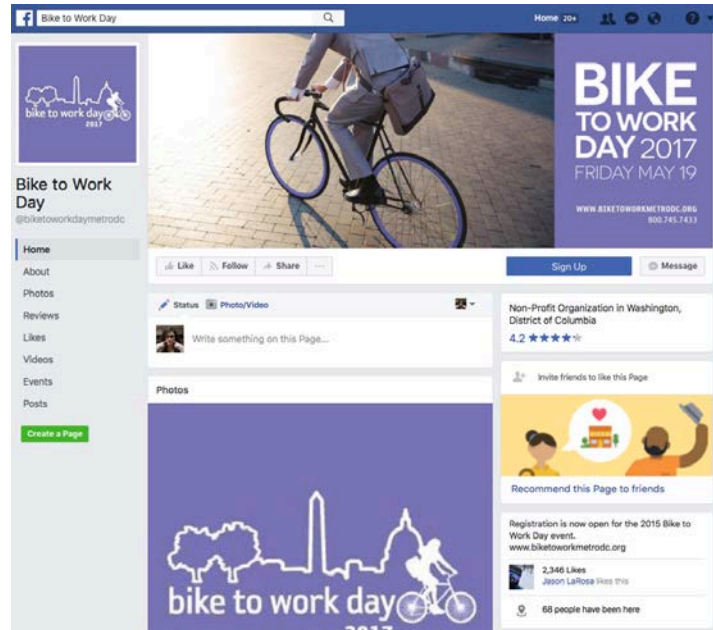 Bike to Work Day
Home 20+
bike to work day
2017
BIKE
TO WORK
DAY 2017
FRIDAY MAY 19
WWW.BIKETOWORKMETRODC.ORG
800.745.7433
Bike to Work
Day
@biketoworkdaymetrodc
Home
About
Photos
Reviews
Likes
Videos
Events
Posts
Create a Page
Like
Follow
Share
Sign Up
Message
Status
Photo/Video
Write something on this Page...
Photos
bike to work day
2017
Non-Profit Organization in Washington,
District of Columbia
4.2
Invite friends to like this Page
Recommend this Page to friends
Registration is now open for the 2015 Bike to
Work Day event.
www.biketoworkmetrodc.org
2,346 Likes
Jason LaRosa likes this
68 people have been here